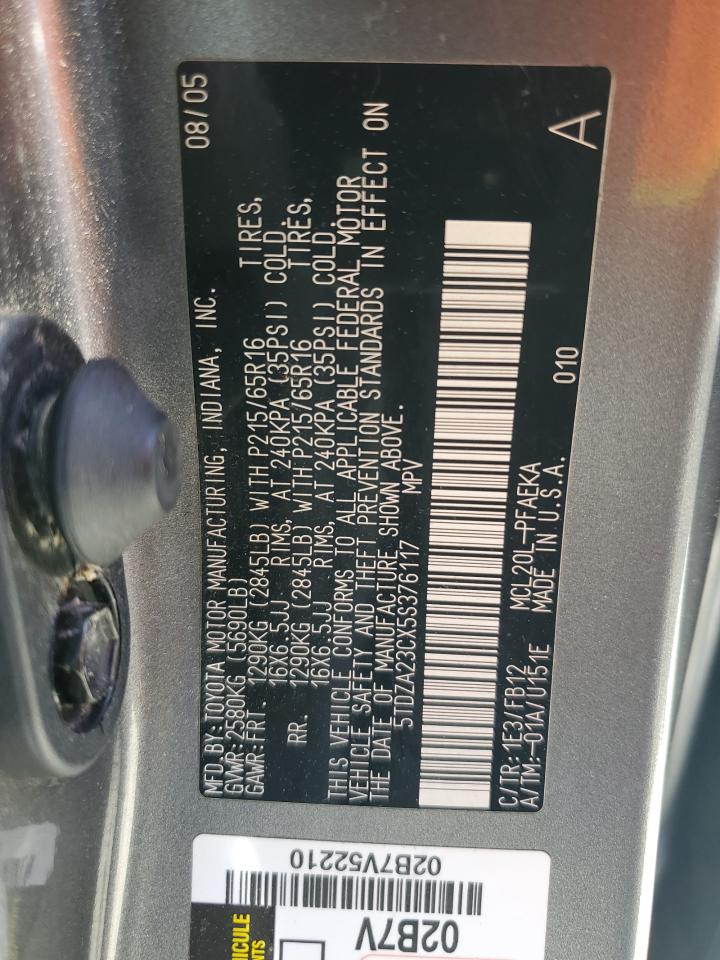 MFD.BY:TOYOTA MOTOR MANUFACTURING, INDIANA, INC. 08/05
GVWR:2580KG(5690LB)
GAWR:FRT. 1290KG (2845LB) WITH P215/65R16 TIRES,
16X6.5JJ RIMS, AT 240KPA (35PSI) COLD
RR. 1290KG (2845LB) WITH P215/65R16 TIRES,
16X6.5JJ RIMS, AT 240KPA (35PSI) COLD.
THIS VEHICLE CONFORMS TO ALL APPLICABLE FEDERAL MOTOR
VEHICLE SAFETY AND THEFT PREVENTION STANDARDS IN EFFECT ON
THE DATE OF MANUFACTURE SHOWN ABOVE.
5TDZA23CX5S376117 MPV
C/TR:1E3/FB12 MCL20L-PFAEKA 010
A/TM:-01A/U151E MADE IN U.S.A.
A
02B7V52210
02B7V
HICULE
NTS